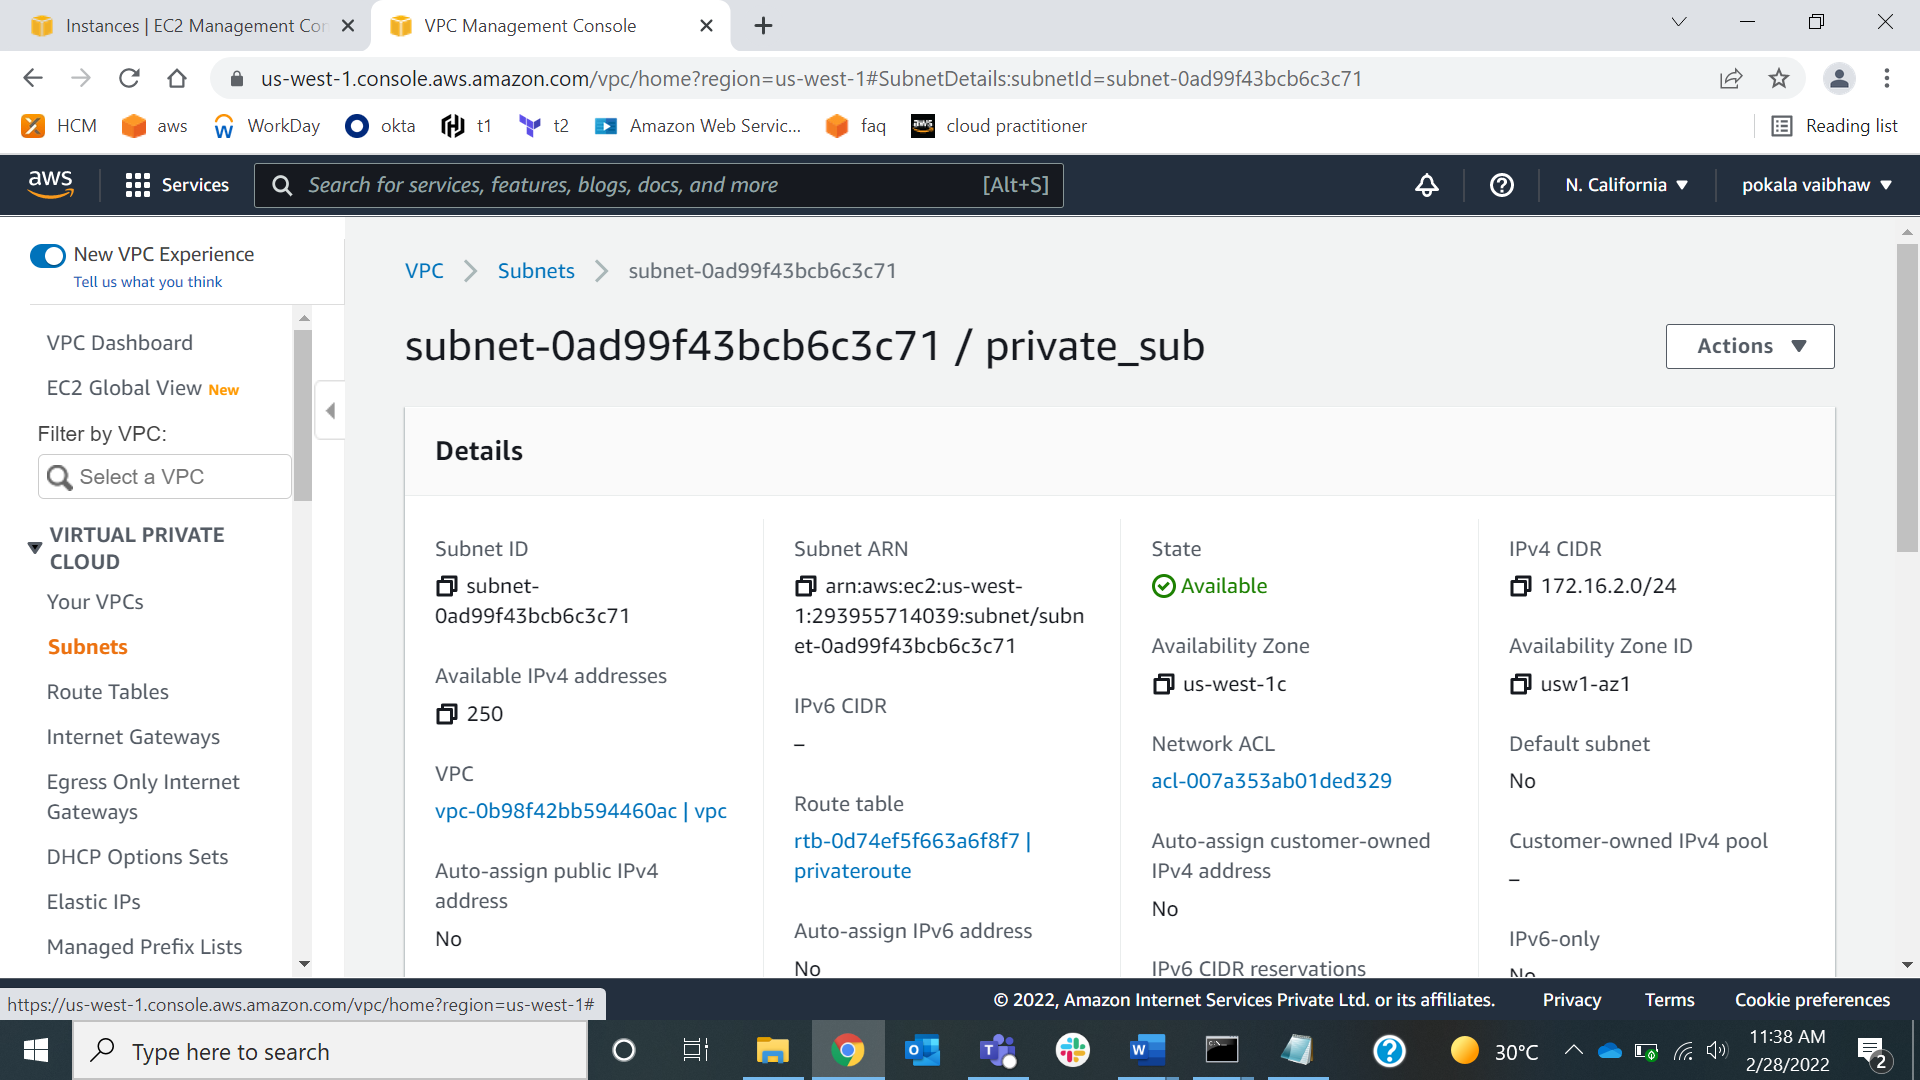 Instances | EC2 Management Con
VPC Management Console
us-west-1.console.aws.amazon.com/vpc/home?region=us-west-1#SubnetDetails:subnetId=subnet-0ad99f43bcb6c3c71
HCM
aws
WorkDay
okta
t1
t2
Amazon Web Servic...
faq
cloud practitioner
Reading list
aws
Services
Search for services, features, blogs, docs, and more
[Alt+S]
N. California
pokala vaibhaw
New VPC Experience
Tell us what you think
VPC Dashboard
EC2 Global View New
Filter by VPC:
Select a VPC
VIRTUAL PRIVATE
CLOUD
Your VPCs
Subnets
Route Tables
Internet Gateways
Egress Only Internet
Gateways
DHCP Options Sets
Elastic IPs
Managed Prefix Lists
VPC
Subnets
subnet-0ad99f43bcb6c3c71
subnet-0ad99f43bcb6c3c71 / private_sub
Actions
Details
Subnet ID
subnet-
0ad99f43bcb6c3c71
Available IPv4 addresses
250
VPC
vpc-0b98f42bb594460ac | vpc
Auto-assign public IPv4
address
No
Subnet ARN
arn:aws:ec2:us-west-
1:293955714039:subnet/subn
et-0ad99f43bcb6c3c71
IPv6 CIDR
–
Route table
rtb-0d74ef5f663a6f8f7 |
privateroute
Auto-assign IPv6 address
No
State
Available
Availability Zone
us-west-1c
Network ACL
acl-007a353ab01ded329
Auto-assign customer-owned
IPv4 address
No
IPv6 CIDR reservations
IPv4 CIDR
172.16.2.0/24
Availability Zone ID
usw1-az1
Default subnet
No
Customer-owned IPv4 pool
–
IPv6-only
No
https://us-west-1.console.aws.amazon.com/vpc/home?region=us-west-1#
© 2022, Amazon Internet Services Private Ltd. or its affiliates.
Privacy
Terms
Cookie preferences
Type here to search
30°C
11:38 AM
2/28/2022
2